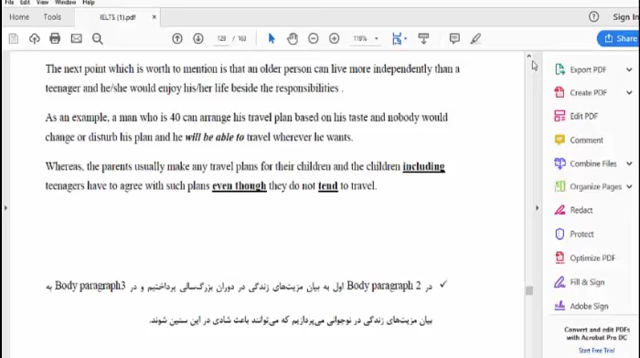 File Edit View Window Help
Home Tools IELTS (1).pdf × Sign In
129 / 163 119% Share
The next point which is worth to mention is that an older person can live more independently than a
teenager and he/she would enjoy his/her life beside the responsibilities .
As an example, a man who is 40 can arrange his travel plan based on his taste and nobody would
change or disturb his plan and he will be able to travel wherever he wants.
Whereas, the parents usually make any travel plans for their children and the children including
teenagers have to agree with such plans even though they do not tend to travel.
✓ در Body paragraph 2 اول به بیان مزیت‌های زندگی در دوران بزرگ‌سالی پرداختیم و در Body paragraph3 به
بیان مزیت‌های زندگی در نوجوانی می‌پردازیم که می‌توانند باعث شادی در این سنین شوند.
Export PDF
Create PDF
Edit PDF
Comment
Combine Files
Organize Pages
Redact
Protect
Optimize PDF
Fill & Sign
Adobe Sign
Convert and edit PDFs
with Acrobat Pro DC
Start Free Trial